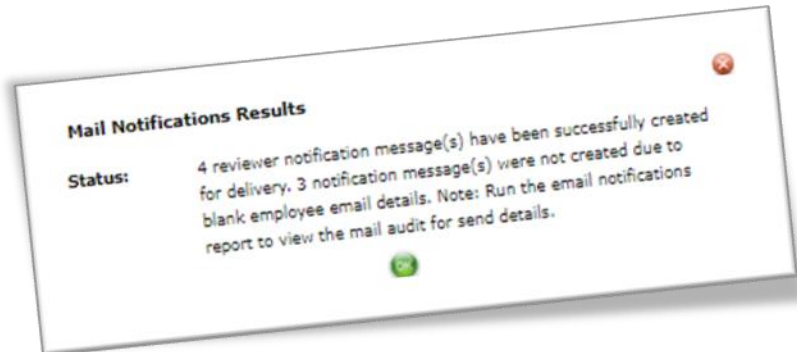 Mail Notifications Results
Status:
4 reviewer notification message(s) have been successfully created
for delivery. 3 notification message(s) were not created due to
blank employee email details. Note: Run the email notifications
report to view the mail audit for send details.
OK